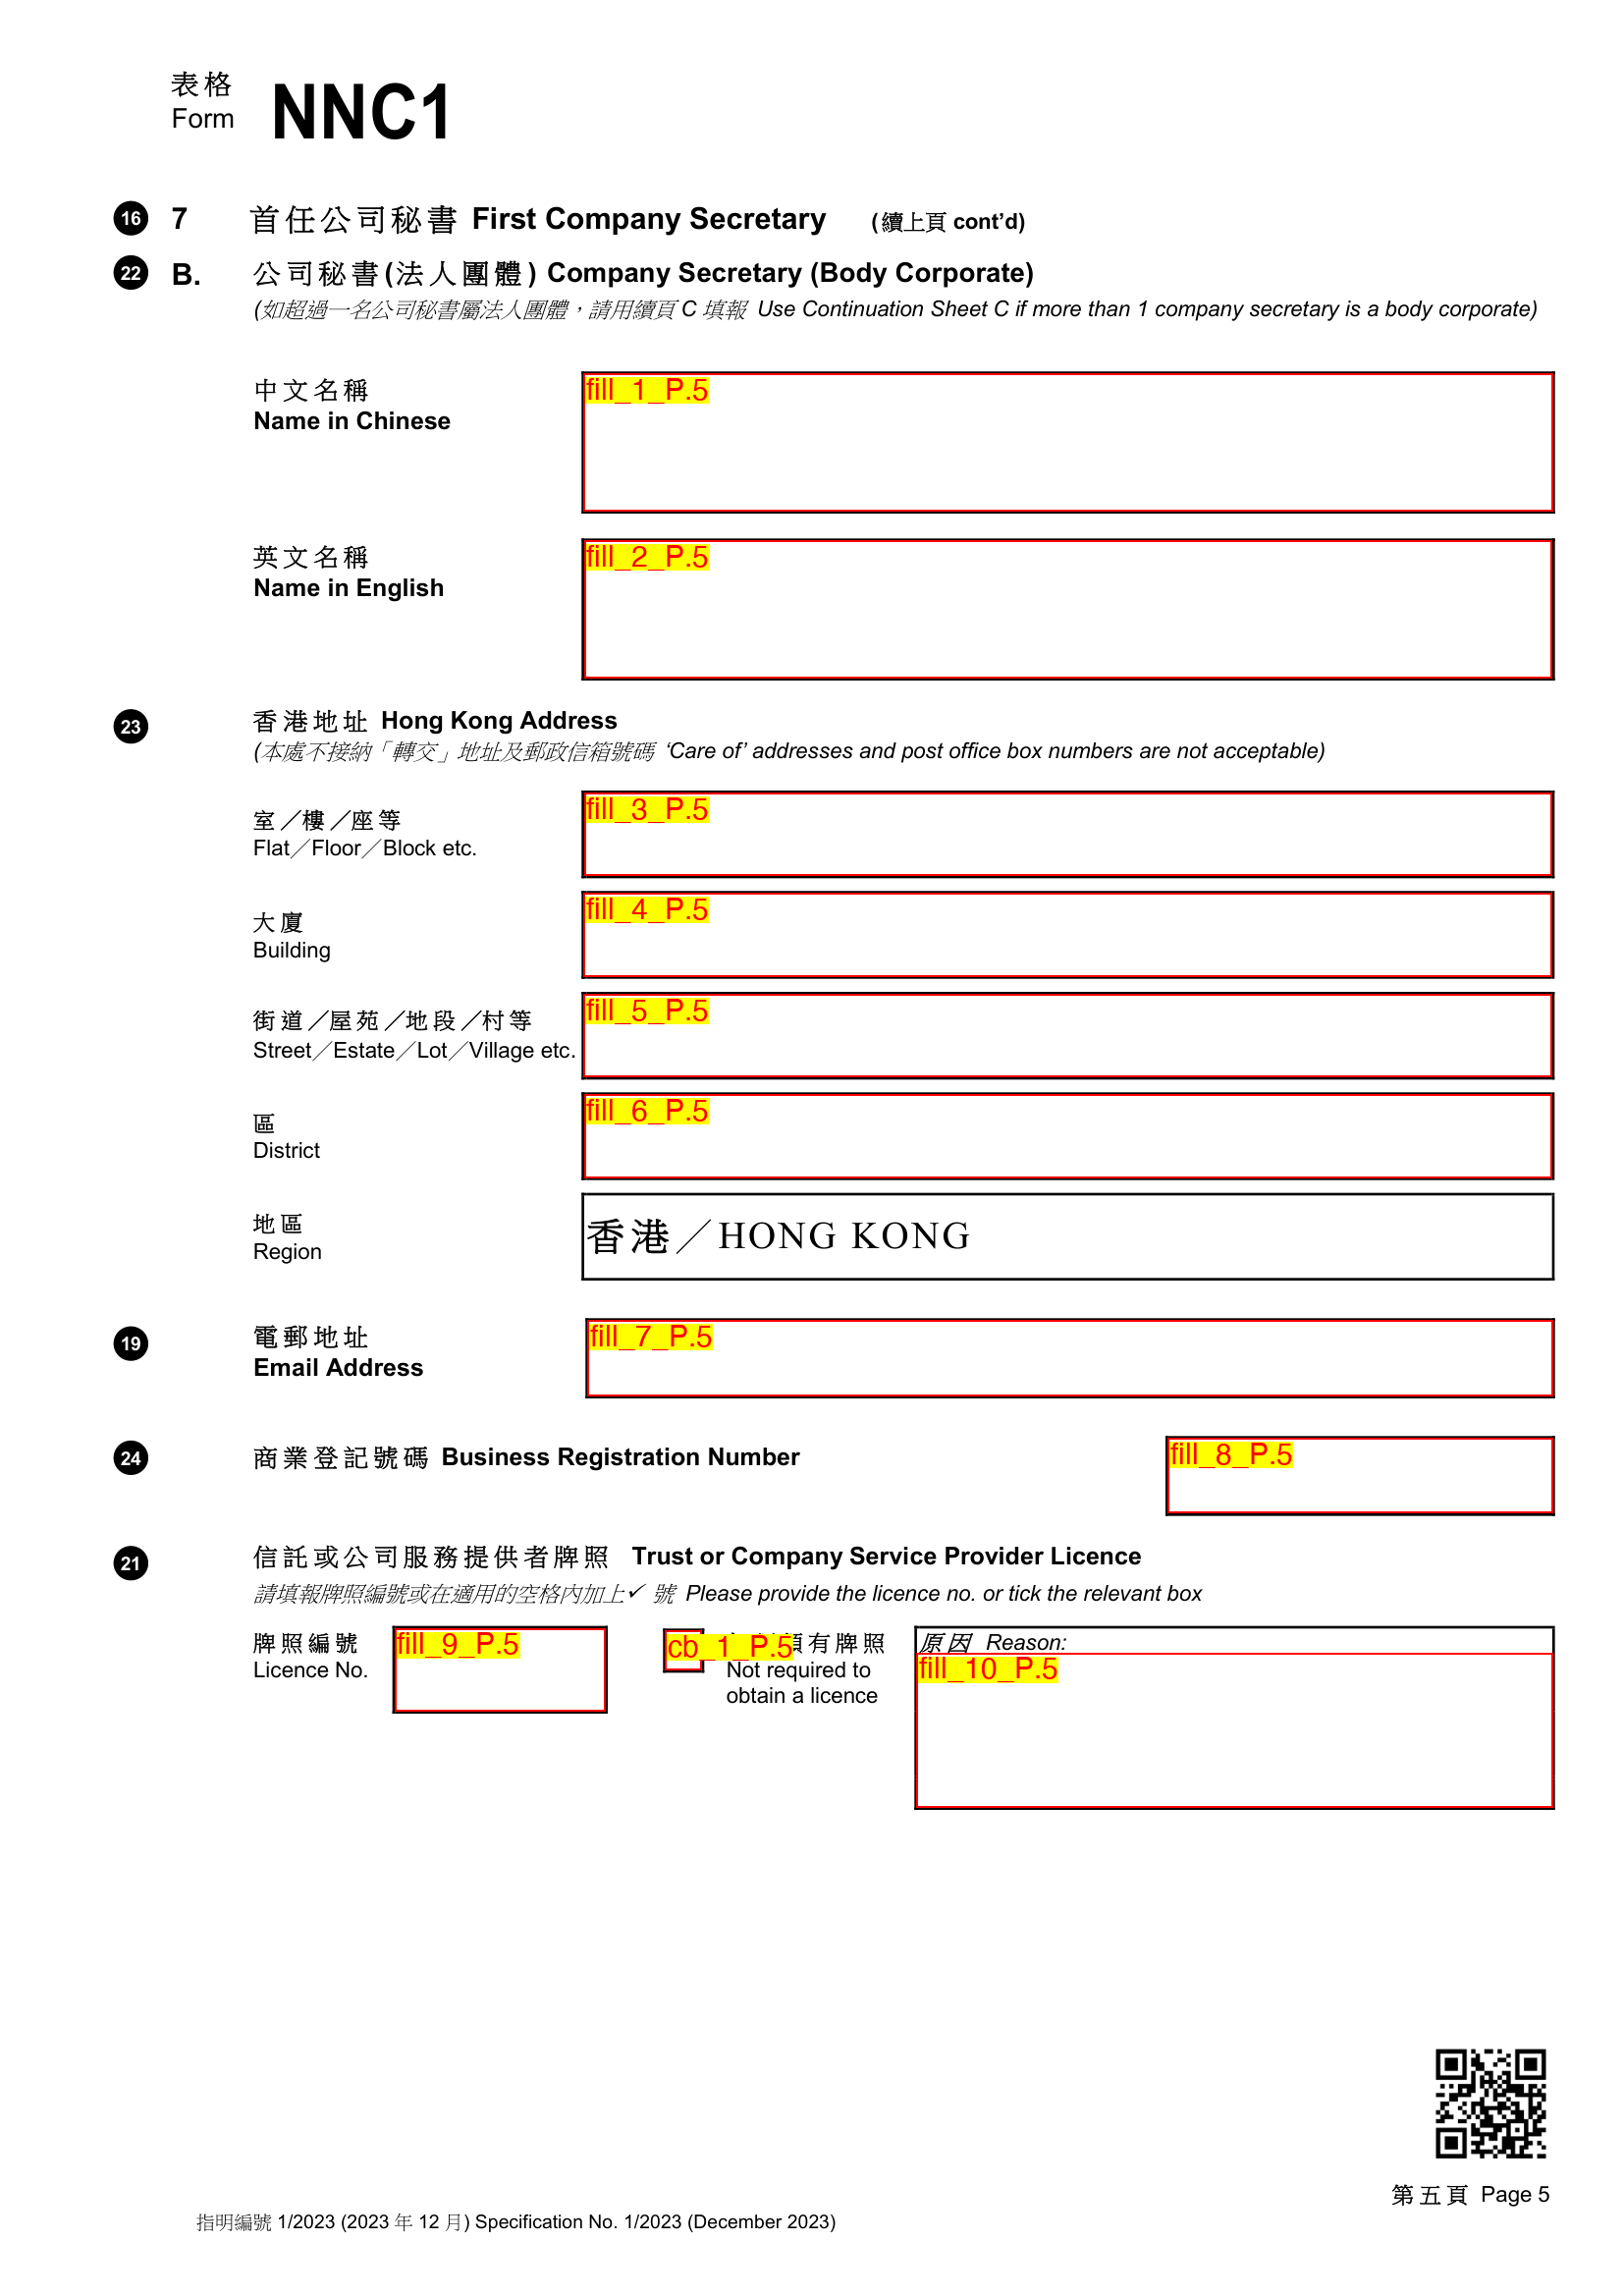 表格
Form NNC1
16 7 首任公司秘書 First Company Secretary (續上頁 cont’d)
22 B. 公司秘書(法人團體) Company Secretary (Body Corporate)
(如超過一名公司秘書屬法人團體，請用續頁 C 填報 Use Continuation Sheet C if more than 1 company secretary is a body corporate)
中文名稱
Name in Chinese
fill_1_P.5
英文名稱
Name in English
fill_2_P.5
23 香港地址 Hong Kong Address
(本處不接納「轉交」地址及郵政信箱號碼 ‘Care of’ addresses and post office box numbers are not acceptable)
室／樓／座等
Flat／Floor／Block etc.
fill_3_P.5
大廈
Building
fill_4_P.5
街道／屋苑／地段／村等
Street／Estate／Lot／Village etc.
fill_5_P.5
區
District
fill_6_P.5
地區
Region
香港／HONG KONG
19 電郵地址
Email Address
fill_7_P.5
24 商業登記號碼 Business Registration Number
fill_8_P.5
21 信託或公司服務提供者牌照 Trust or Company Service Provider Licence
請填報牌照編號或在適用的空格內加上✓ 號 Please provide the licence no. or tick the relevant box
牌照編號
Licence No.
fill_9_P.5
cb_1_P.5
有牌照
Not required to
obtain a licence
原因 Reason:
fill_10_P.5
第五頁 Page 5
指明編號 1/2023 (2023 年 12 月) Specification No. 1/2023 (December 2023)